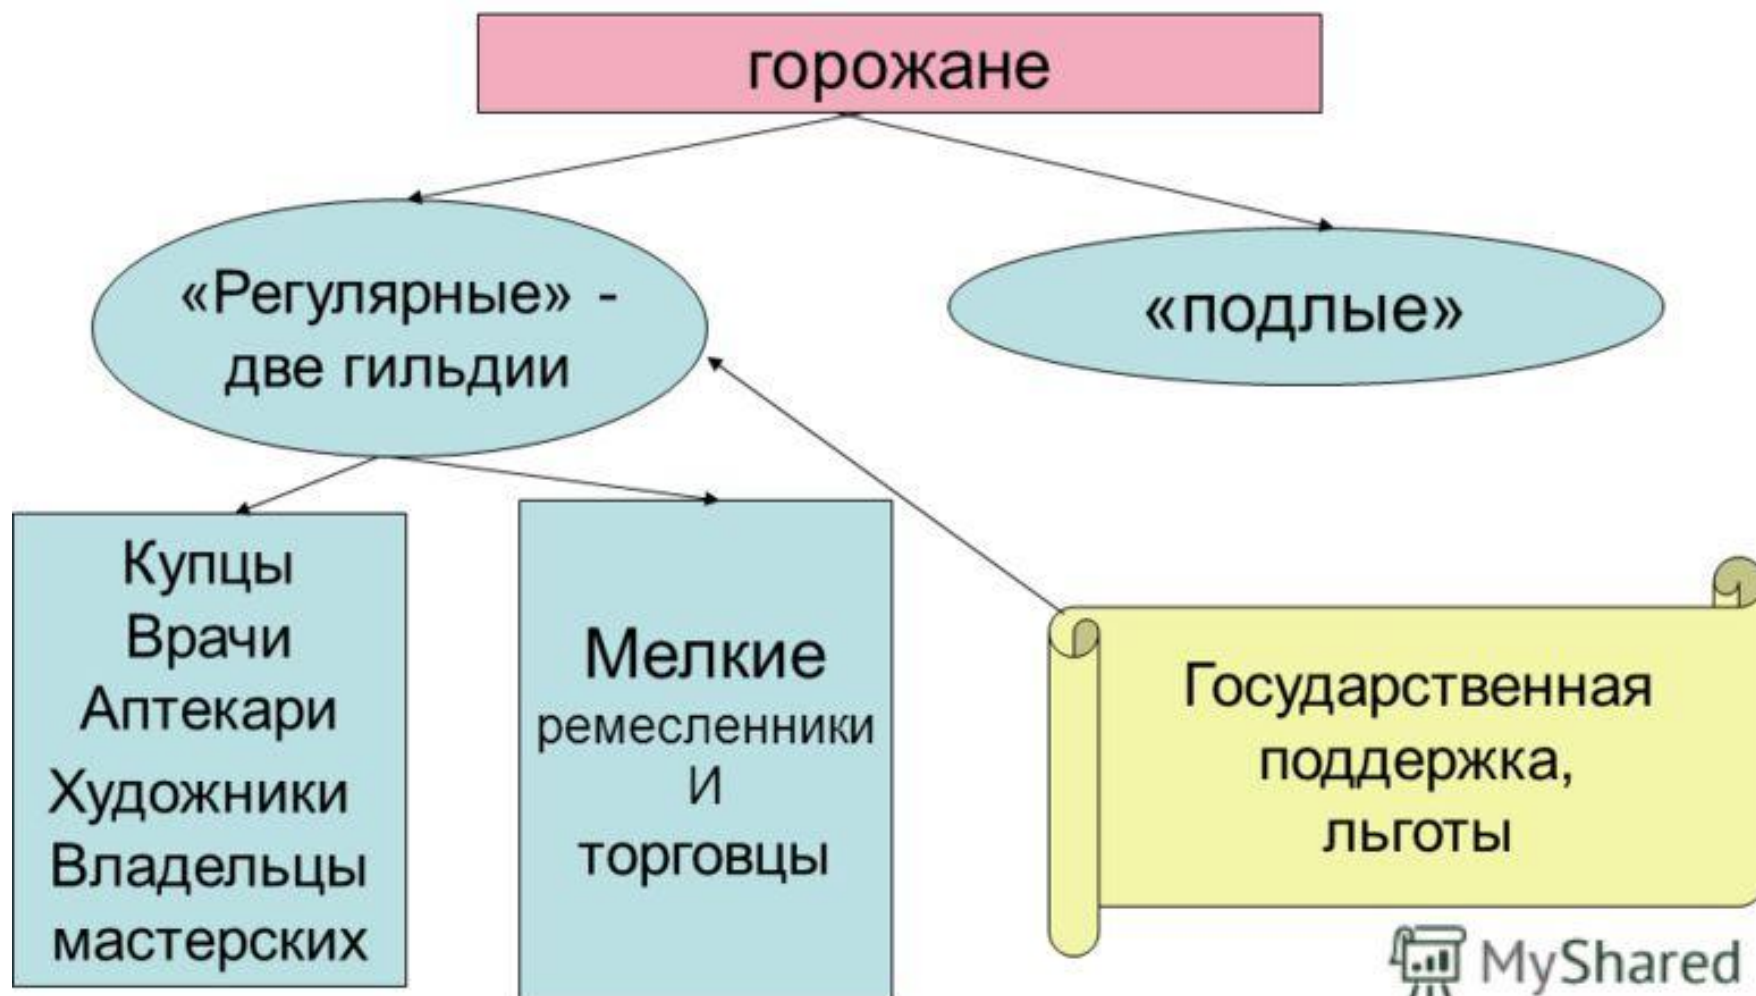 горожане
«Регулярные» -
две гильдии
«подлые»
Купцы
Врачи
Аптекари
Художники
Владельцы
мастерских
Мелкие
ремесленники
И
торговцы
Государственная
поддержка,
льготы
MyShared